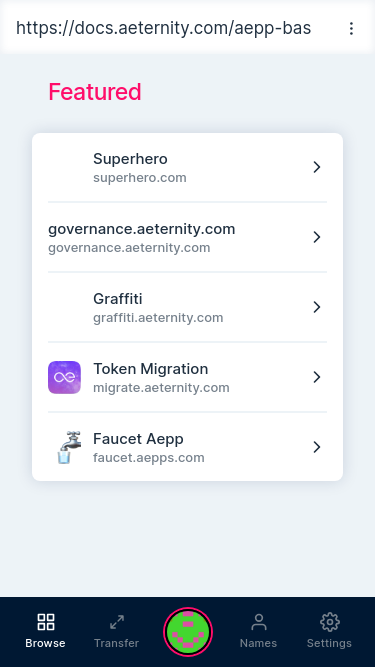 https://docs.aeternity.com/aepp-bas
Featured
Superhero
superhero.com
governance.aeternity.com
governance.aeternity.com
Graffiti
graffiti.aeternity.com
Token Migration
migrate.aeternity.com
Faucet Aepp
faucet.aepps.com
Browse Transfer Names Settings